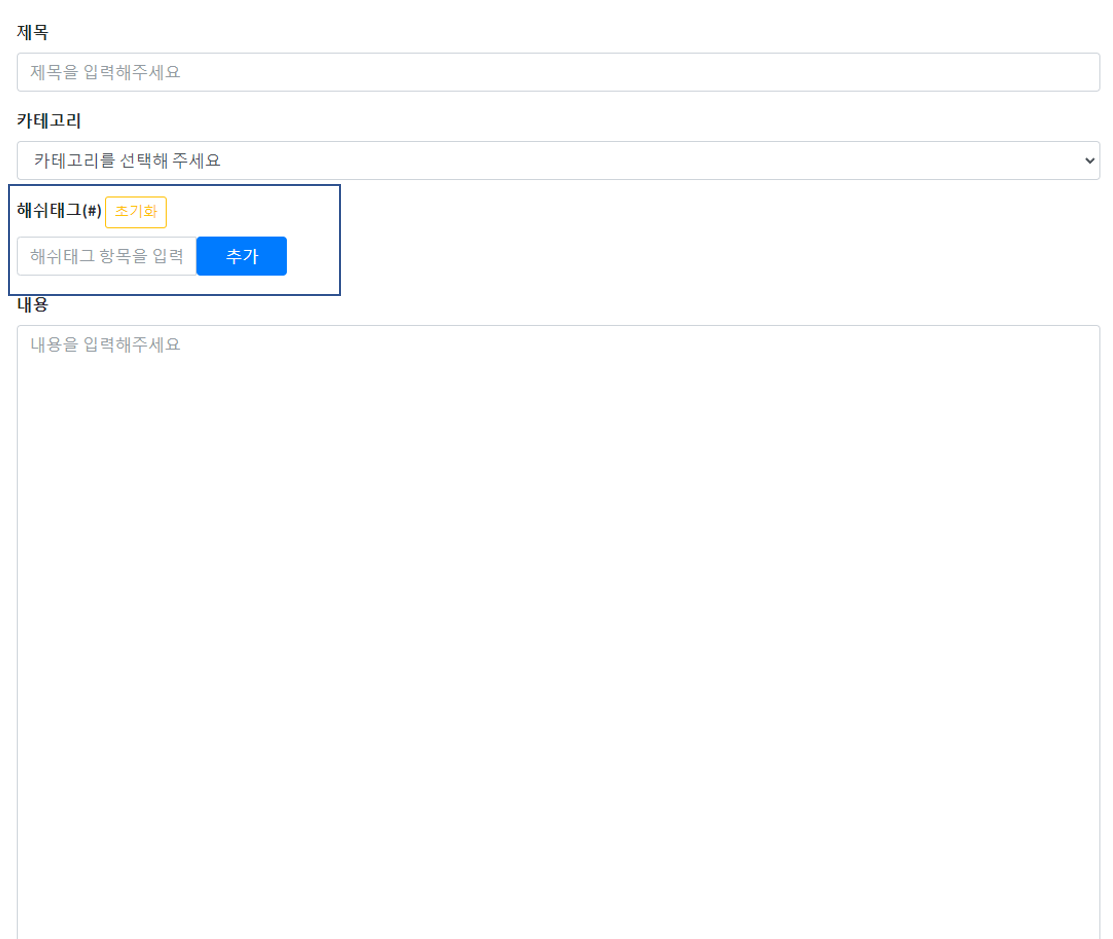 제목
제목을 입력해주세요
카테고리
카테고리를 선택해 주세요
해쉬태그(#) 초기화
해쉬태그 항목을 입력 추가
내용
내용을 입력해주세요